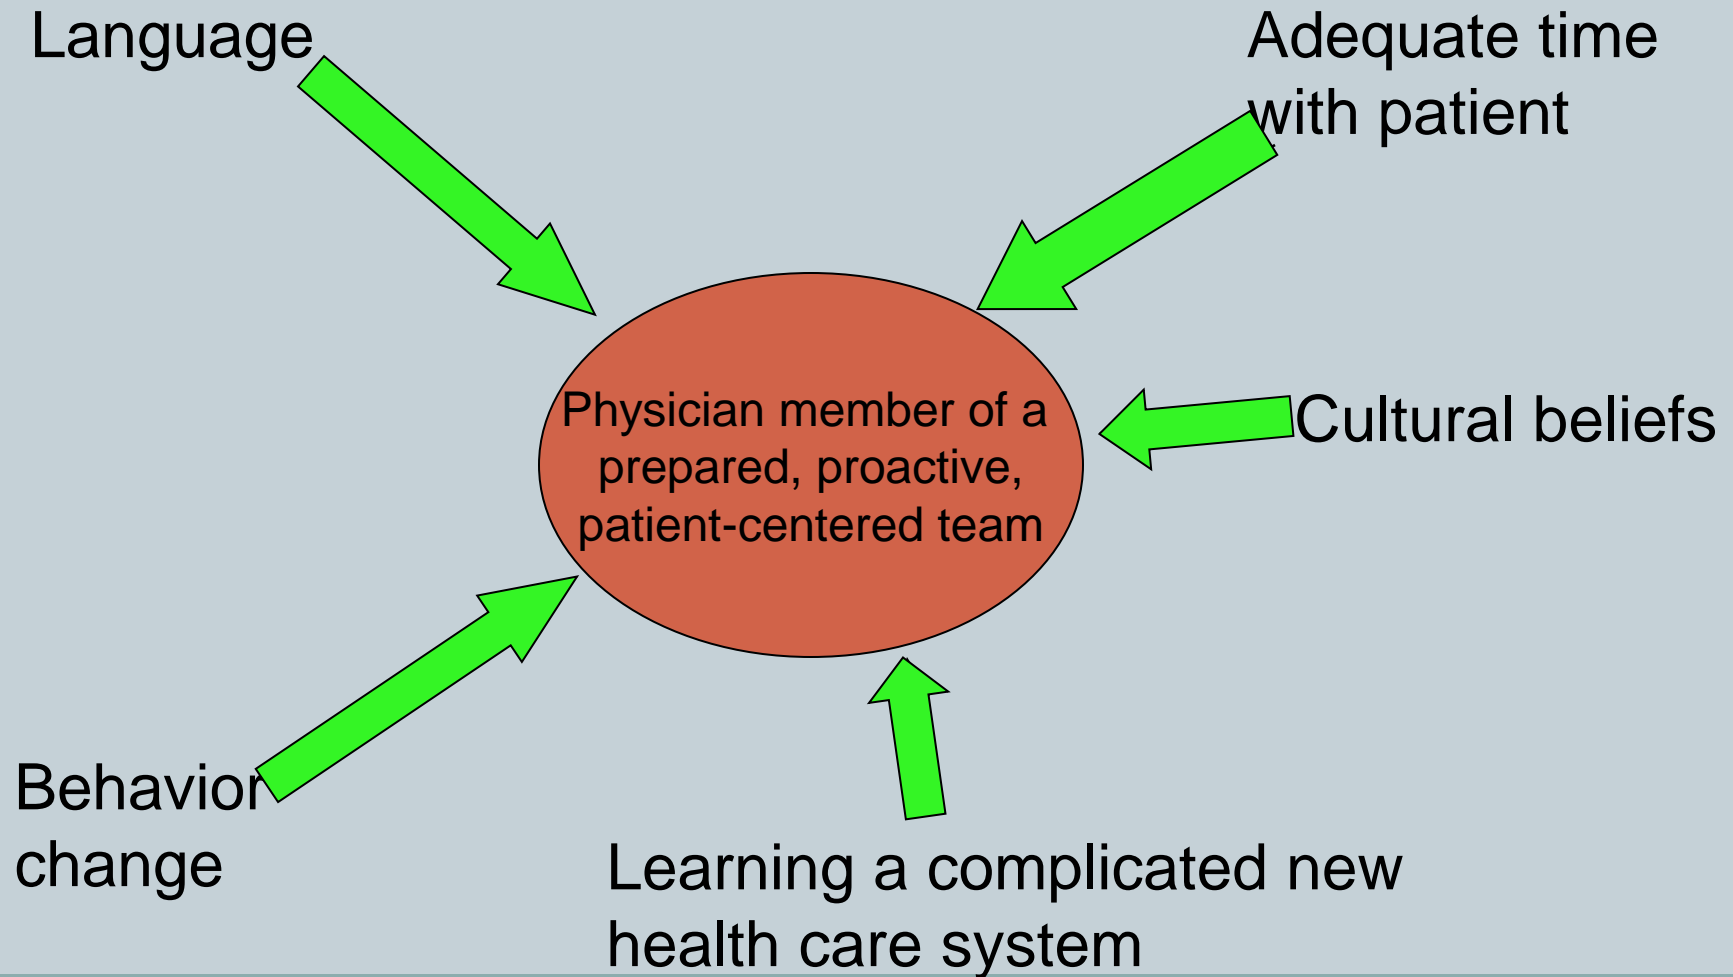 Language
Adequate time
with patient
Physician member of a
prepared, proactive,
patient-centered team
Cultural beliefs
Behavior
change
Learning a complicated new
health care system